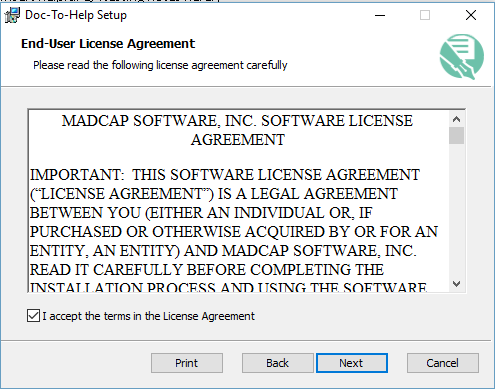 Doc-To-Help Setup
End-User License Agreement
Please read the following license agreement carefully
MADCAP SOFTWARE, INC. SOFTWARE LICENSE
AGREEMENT
IMPORTANT:  THIS SOFTWARE LICENSE AGREEMENT
(“LICENSE AGREEMENT”) IS A LEGAL AGREEMENT
BETWEEN YOU (EITHER AN INDIVIDUAL OR, IF
PURCHASED OR OTHERWISE ACQUIRED BY OR FOR AN
ENTITY, AN ENTITY) AND MADCAP SOFTWARE, INC.
READ IT CAREFULLY BEFORE COMPLETING THE
INSTALLATION PROCESS AND USING THE SOFTWARE
I accept the terms in the License Agreement
Print
Back
Next
Cancel